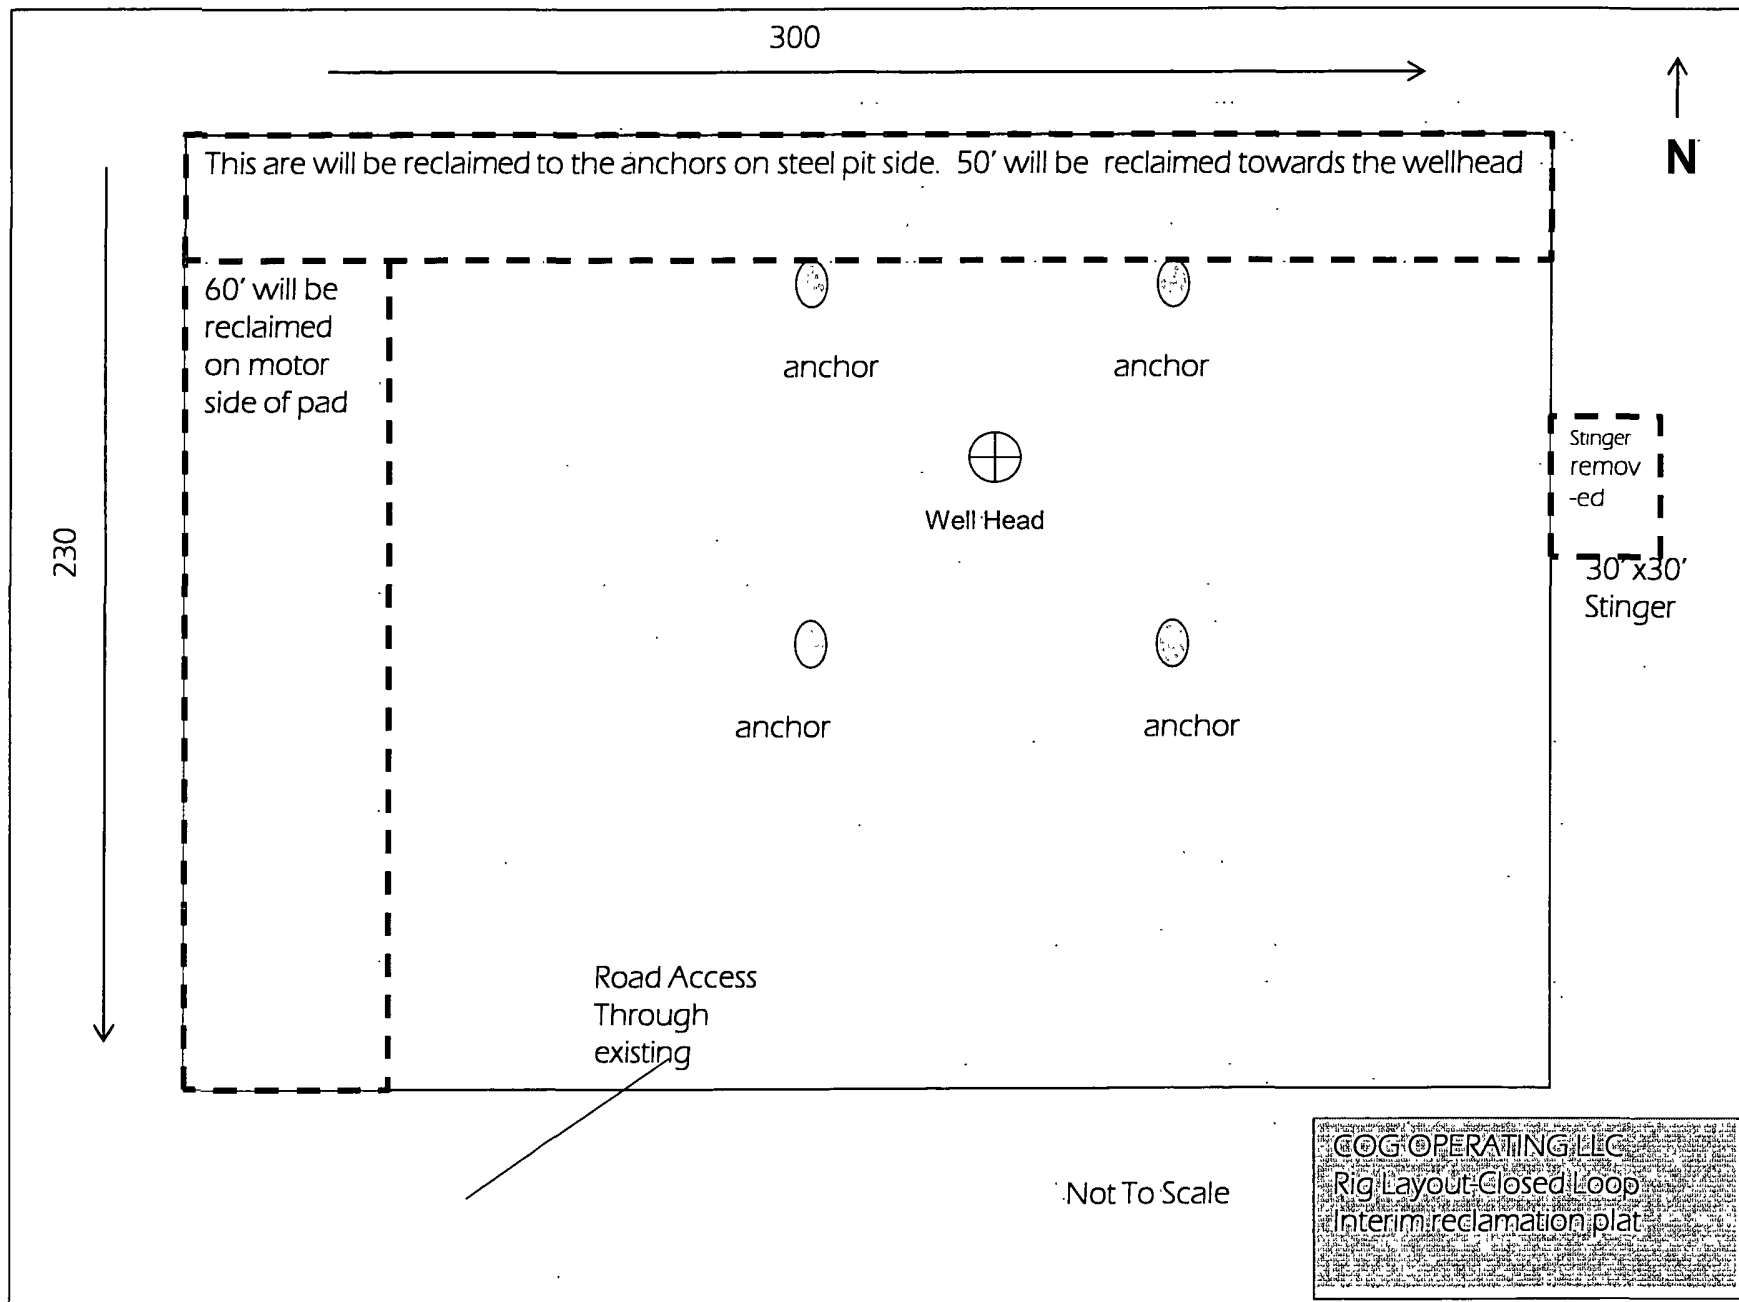 300
N
This are will be reclaimed to the anchors on steel pit side. 50' will be reclaimed towards the wellhead
60' will be
reclaimed
on motor
side of pad
anchor
anchor
Stinger
remov
-ed
Well Head
230
30' x30'
Stinger
anchor
anchor
Road Access
Through
existing
Not To Scale
COG OPERATING LLC
Rig Layout-Closed Loop
Interim reclamation plat